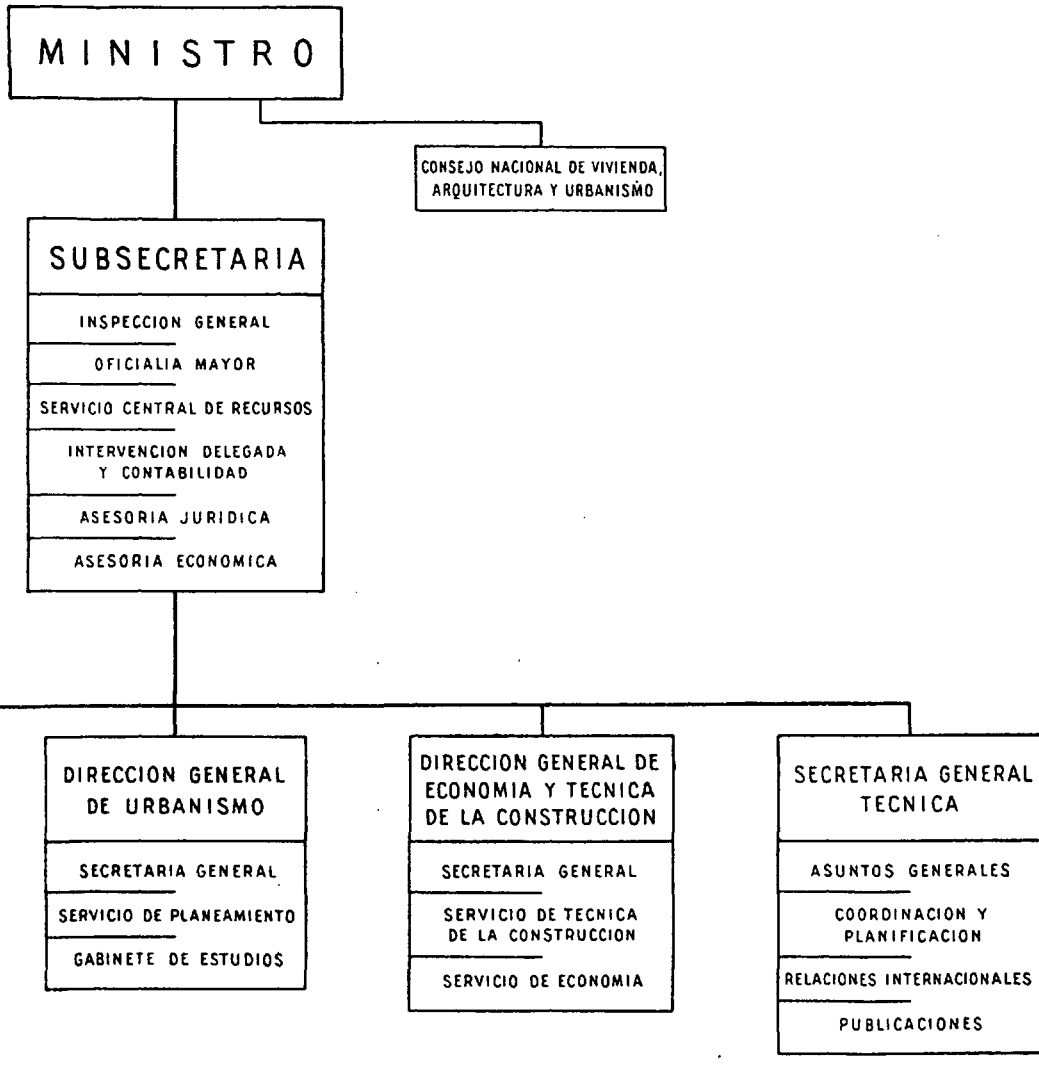 MINISTRO
CONSEJO NACIONAL DE VIVIENDA,
ARQUITECTURA Y URBANISMO
SUBSECRETARIA
INSPECCION GENERAL
OFICIALIA MAYOR
SERVICIO CENTRAL DE RECURSOS
INTERVENCION DELEGADA
Y CONTABILIDAD
ASESORIA JURIDICA
ASESORIA ECONOMICA
DIRECCION GENERAL
DE URBANISMO
SECRETARIA GENERAL
SERVICIO DE PLANEAMIENTO
GABINETE DE ESTUDIOS
DIRECCION GENERAL DE
ECONOMIA Y TECNICA
DE LA CONSTRUCCION
SECRETARIA GENERAL
SERVICIO DE TECNICA
DE LA CONSTRUCCION
SERVICIO DE ECONOMIA
SECRETARIA GENERAL
TECNICA
ASUNTOS GENERALES
COORDINACION Y
PLANIFICACION
RELACIONES INTERNACIONALES
PUBLICACIONES